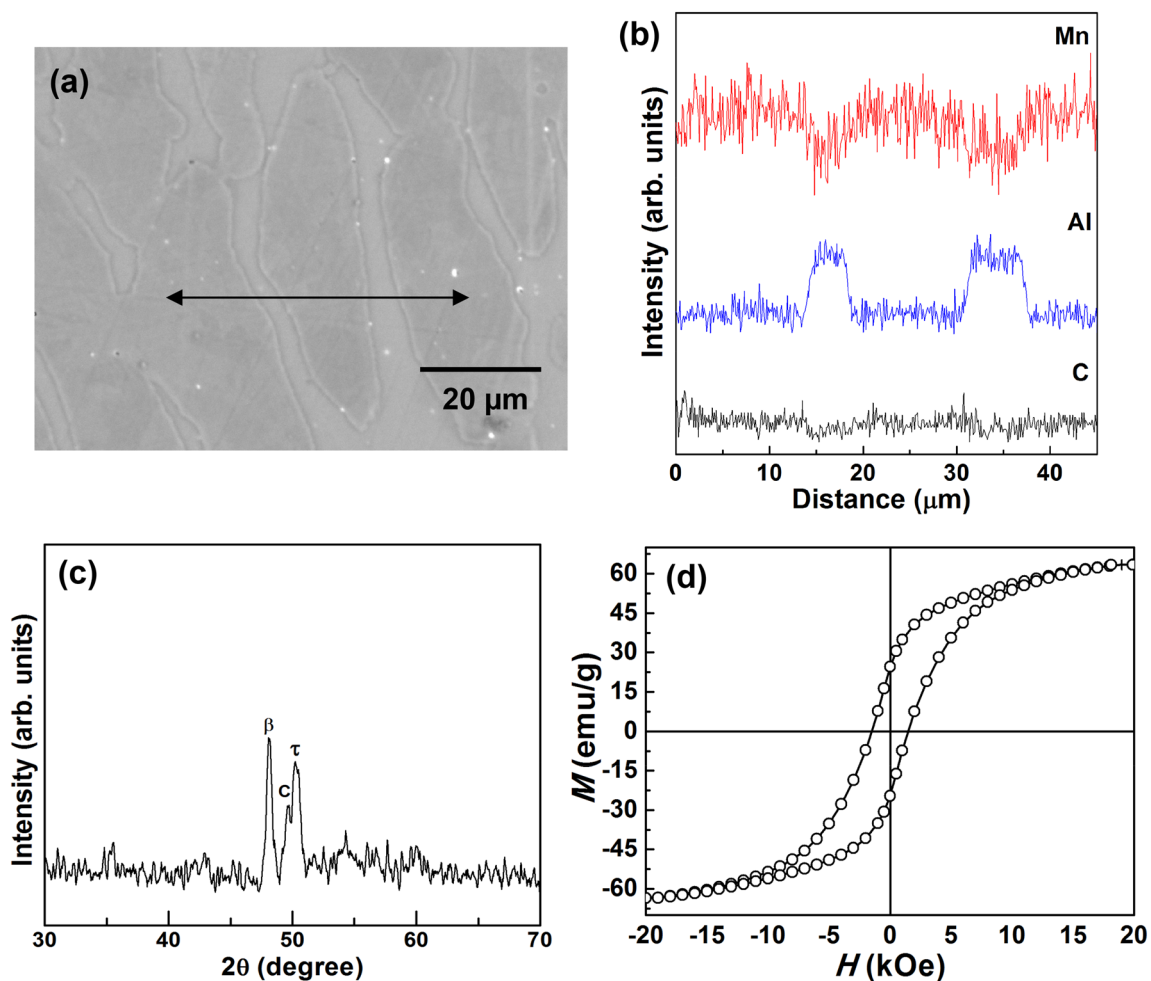 (a)
20 μm
(b)
Mn
Al
C
Intensity (arb. units)
0 10 20 30 40
Distance (μm)
(c)
β
C
τ
Intensity (arb. units)
30 40 50 60 70
2θ (degree)
(d)
60
45
30
15
0
-15
-30
-45
-60
M (emu/g)
-20 -15 -10 -5 0 5 10 15 20
H (kOe)